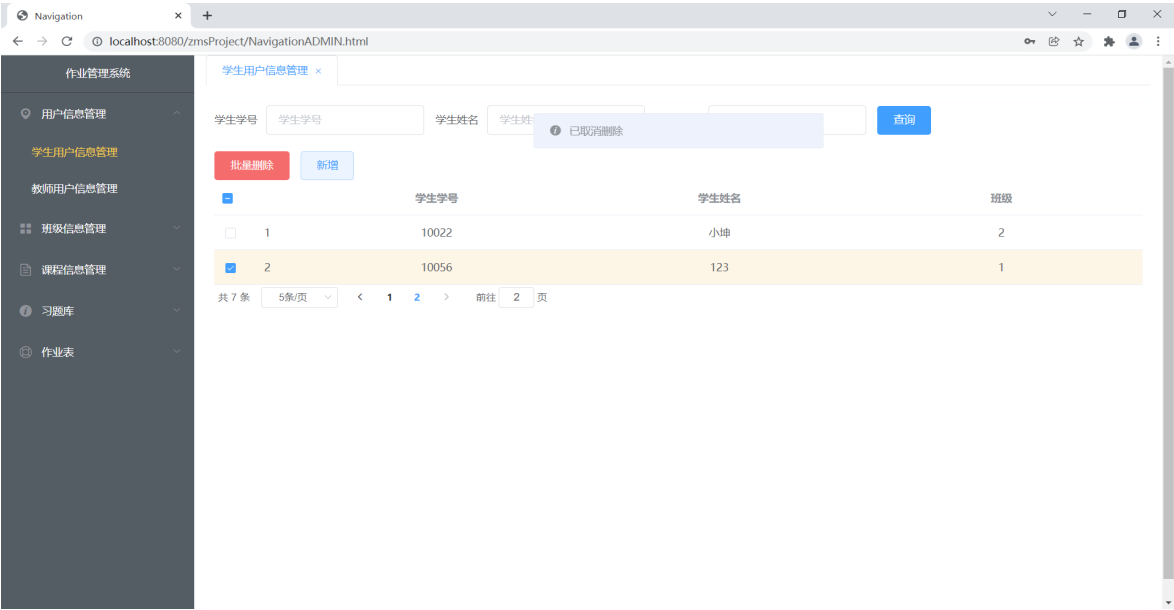 Navigation
localhost:8080/zmsProject/NavigationADMIN.html
作业管理系统
学生用户信息管理
用户信息管理
学生用户信息管理
教师用户信息管理
班级信息管理
课程信息管理
习题库
作业表
学生学号 学生学号 学生姓名 学生姓 查询
已取消删除
批量删除 新增
学生学号 学生姓名 班级
1 10022 小坤 2
2 10056 123 1
共 7 条 5条/页 1 2 前往 2 页